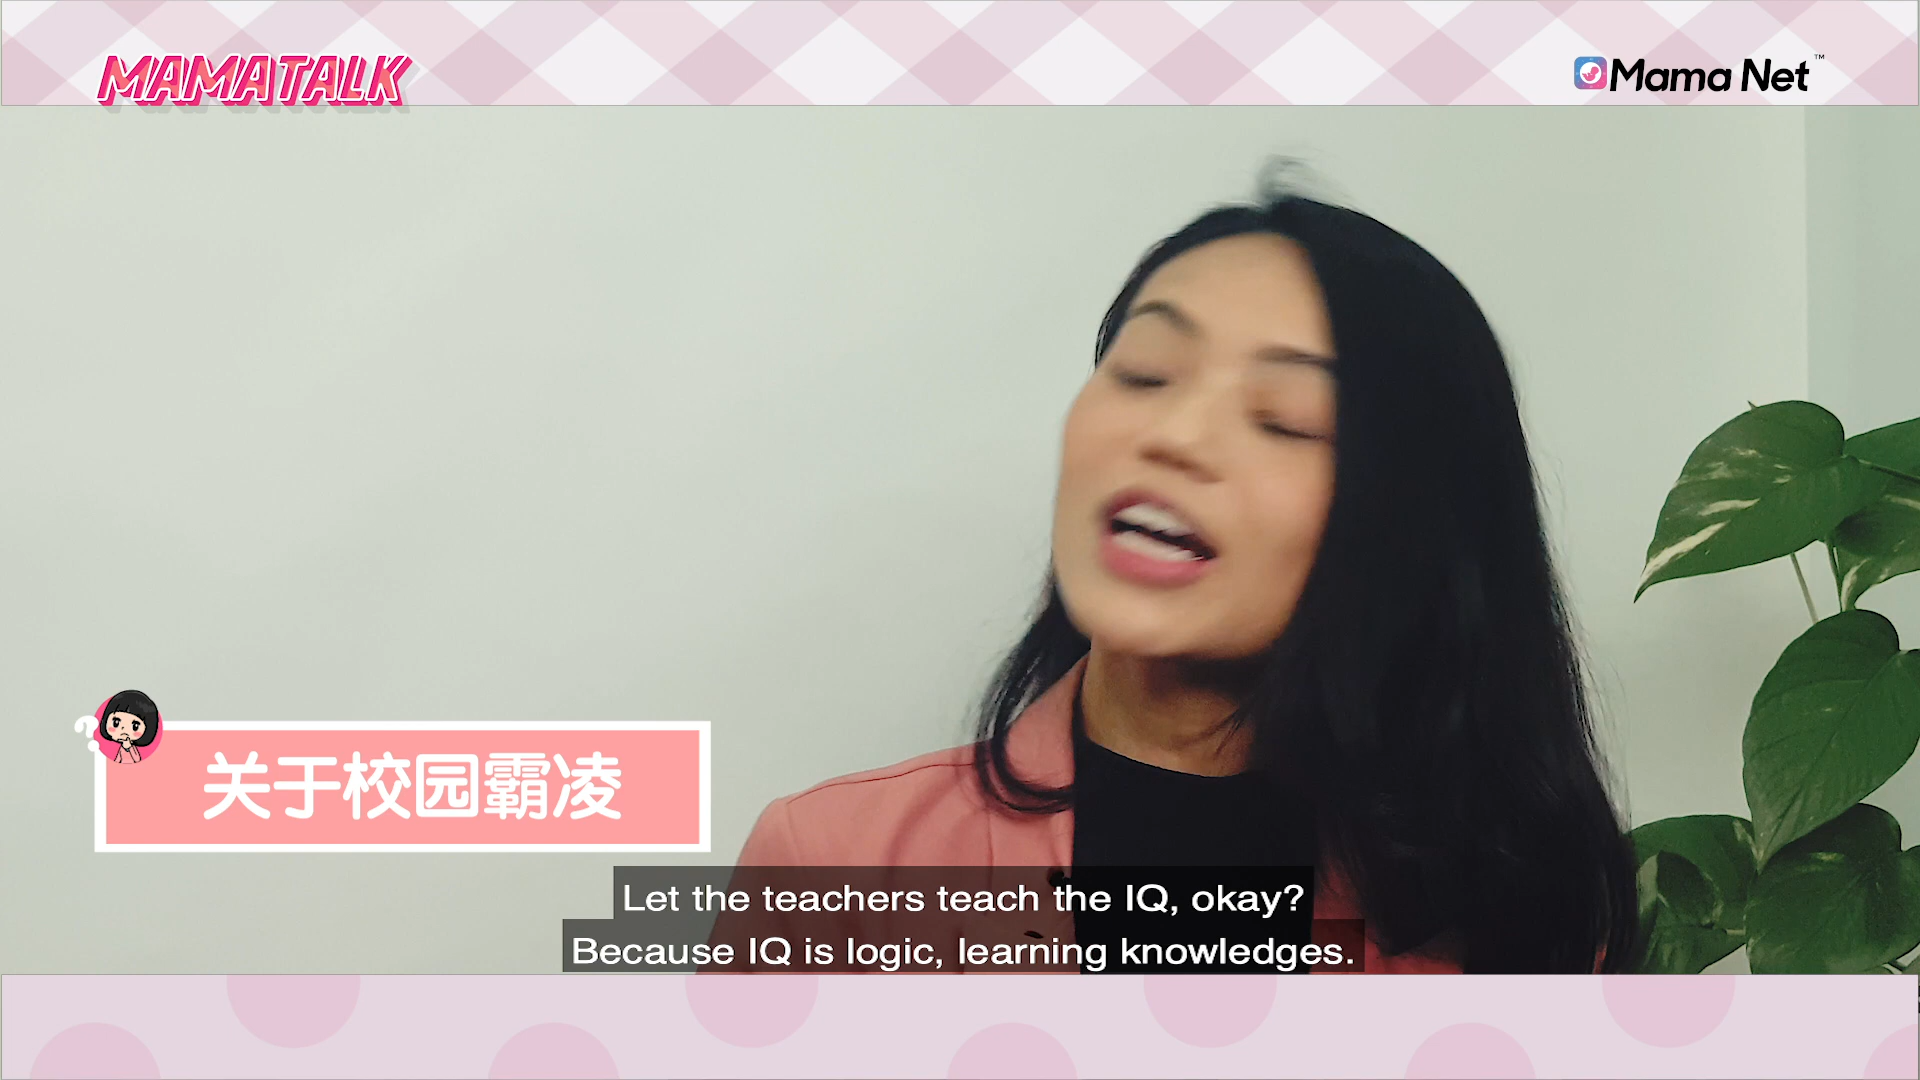 MAMATALK
Mama Net™
?
关于校园霸凌
Let the teachers teach the IQ, okay?
Because IQ is logic, learning knowledges.